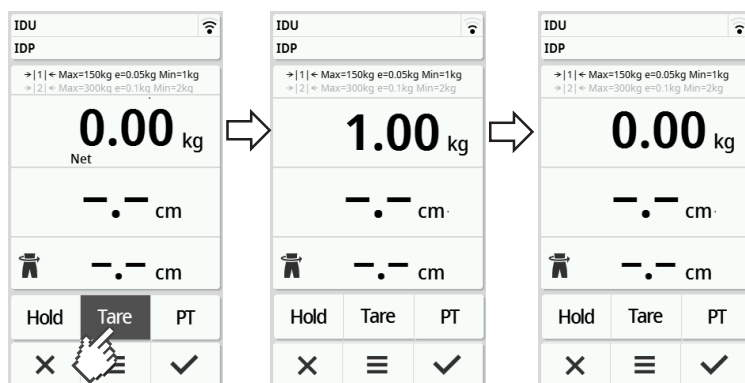 IDU
IDP
→|1|← Max=150kg e=0.05kg Min=1kg
→|2|← Max=300kg e=0.1kg Min=2kg
0.00 kg
Net
–.– cm
–.– cm
Hold Tare PT
IDU
IDP
→|1|← Max=150kg e=0.05kg Min=1kg
→|2|← Max=300kg e=0.1kg Min=2kg
1.00 kg
–.– cm
–.– cm
Hold Tare PT
IDU
IDP
→|1|← Max=150kg e=0.05kg Min=1kg
→|2|← Max=300kg e=0.1kg Min=2kg
0.00 kg
–.– cm
–.– cm
Hold Tare PT